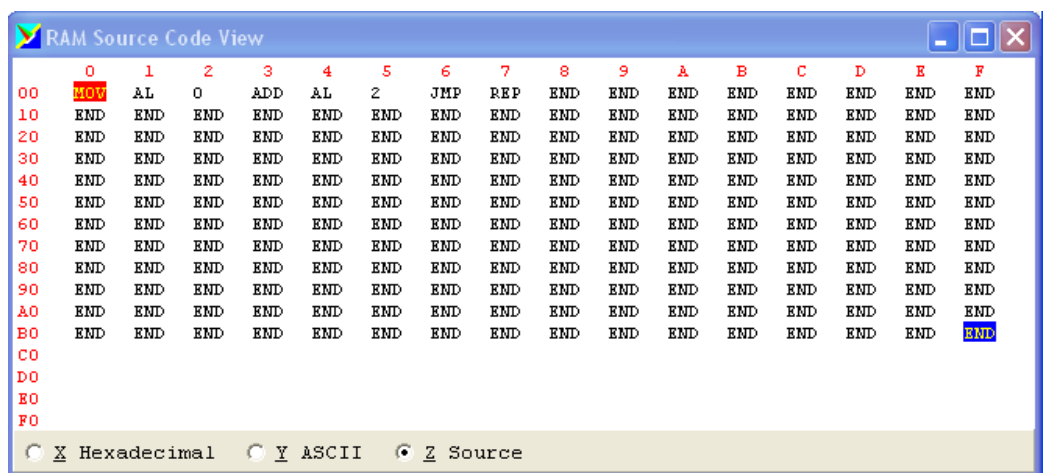 RAM Source Code View
0 1 2 3 4 5 6 7 8 9 A B C D E F
00 MOV AL 0 ADD AL 2 JMP REP END END END END END END END END
10 END END END END END END END END END END END END END END END END
20 END END END END END END END END END END END END END END END END
30 END END END END END END END END END END END END END END END END
40 END END END END END END END END END END END END END END END END
50 END END END END END END END END END END END END END END END END
60 END END END END END END END END END END END END END END END END
70 END END END END END END END END END END END END END END END END
80 END END END END END END END END END END END END END END END END
90 END END END END END END END END END END END END END END END END
A0 END END END END END END END END END END END END END END END END
B0 END END END END END END END END END END END END END END END END
C0
D0
E0
F0
X Hexadecimal Y ASCII Z Source